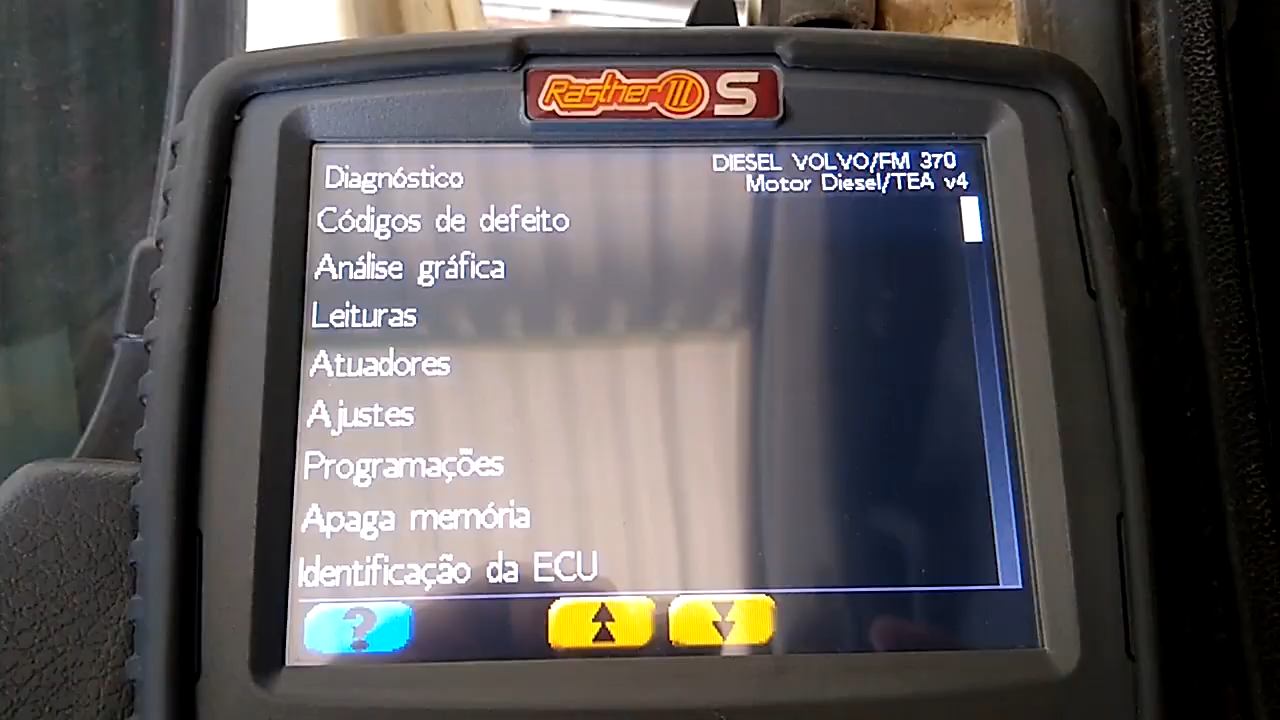 Rasther III S
DIESEL VOLVO/FM 370
Diagnóstico
Motor Diesel/TEA v4
Códigos de defeito
Análise gráfica
Leituras
Atuadores
Ajustes
Programações
Apaga memória
Identificação da ECU
?